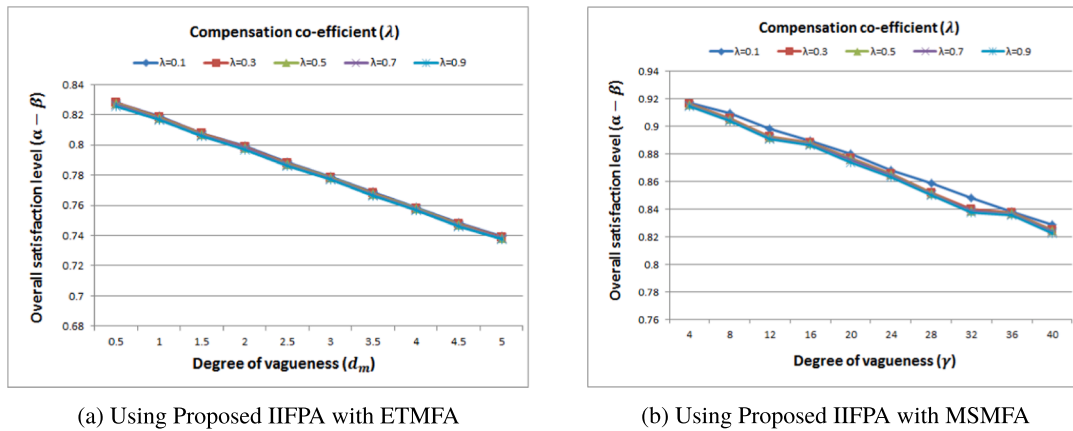 Compensation co-efficient (λ)
λ=0.1 λ=0.3 λ=0.5 λ=0.7 λ=0.9
Overall satisfaction level (α − β)
0.84
0.82
0.8
0.78
0.76
0.74
0.72
0.7
0.68
0.5 1 1.5 2 2.5 3 3.5 4 4.5 5
Degree of vagueness (d_m)
(a) Using Proposed IIFPA with ETMFA
Compensation co-efficient (λ)
λ=0.1 λ=0.3 λ=0.5 λ=0.7 λ=0.9
Overall satisfaction level (α − β)
0.94
0.92
0.9
0.88
0.86
0.84
0.82
0.8
0.78
0.76
4 8 12 16 20 24 28 32 36 40
Degree of vagueness (γ)
(b) Using Proposed IIFPA with MSMFA